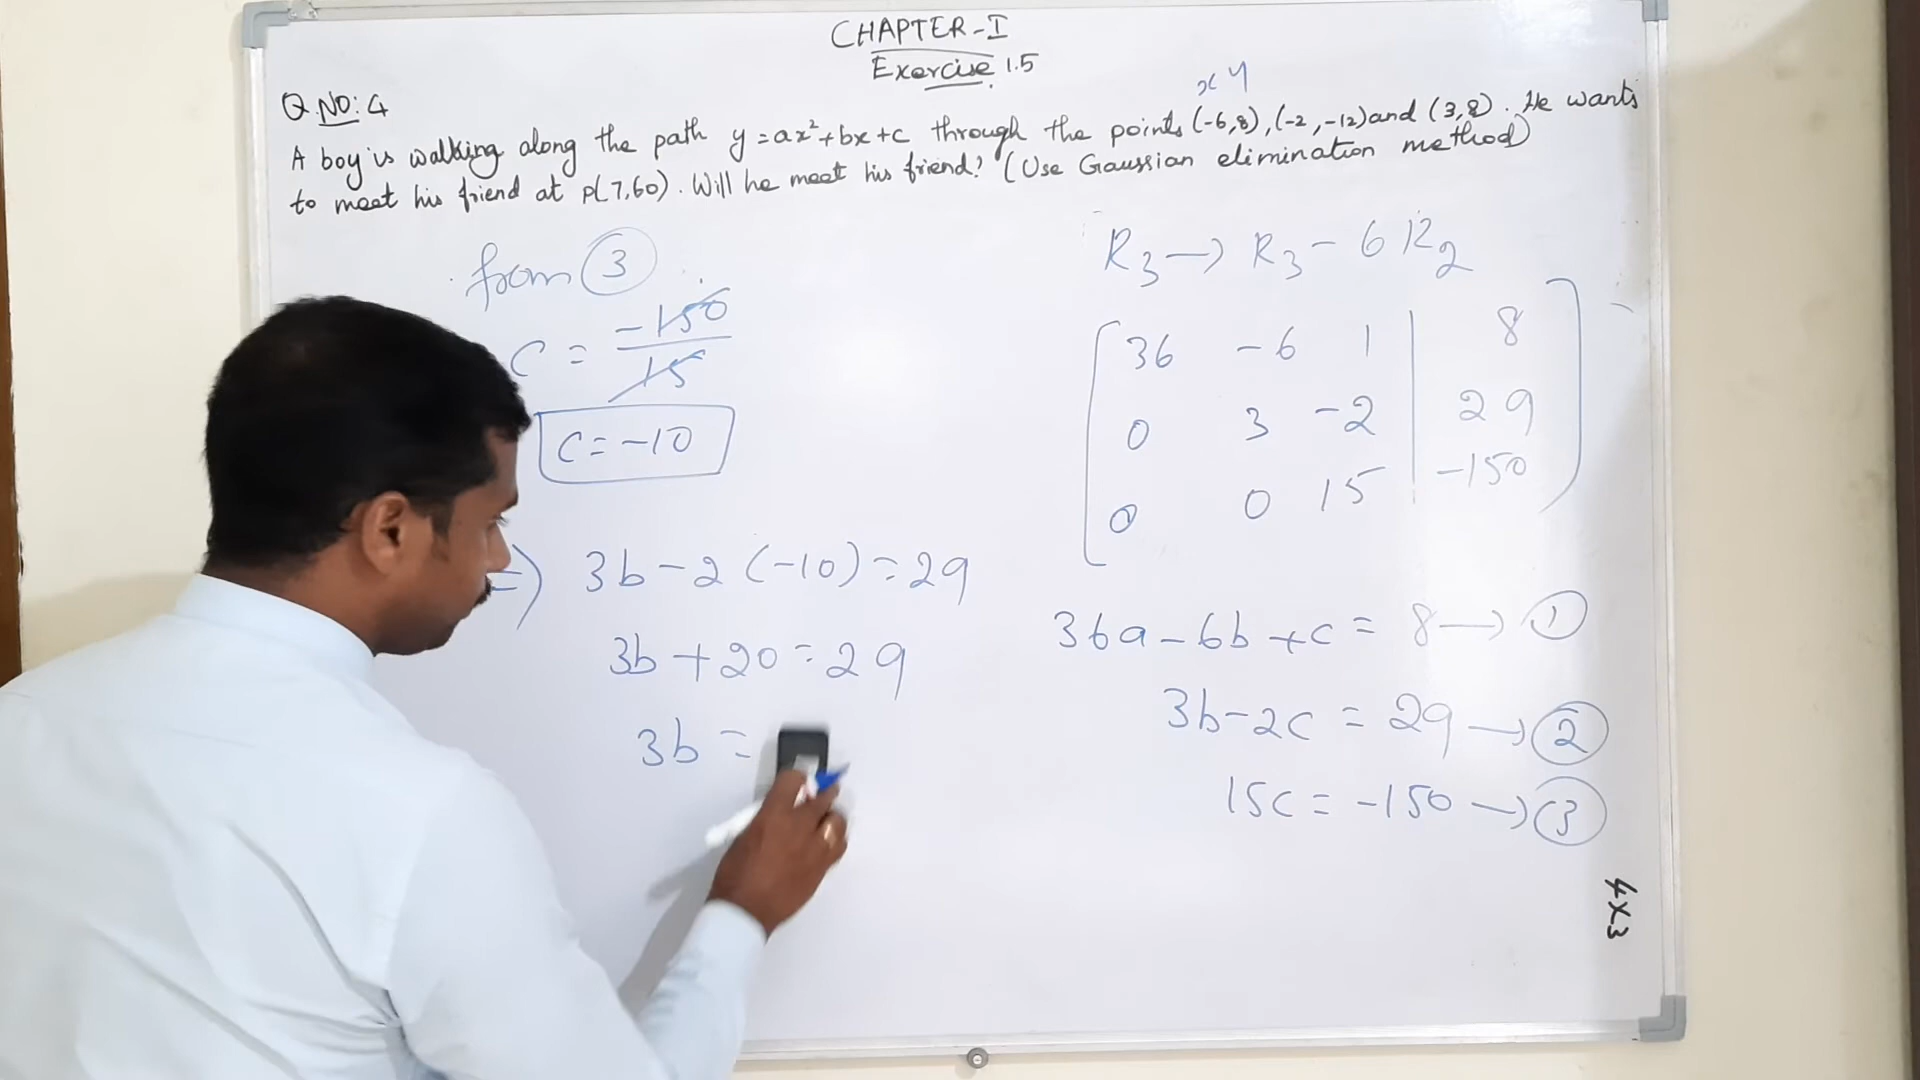 CHAPTER-I
Exercise 1.5
Q.NO: 4
x y
A boy is walking along the path y = ax²+bx+c through the points (-6,8), (-2,-12) and (3,8). He wants
to meet his friend at P(7,60). Will he meet his friend? (Use Gaussian elimination method)
from ③
C = -150/15
C = -10
⇒ 3b - 2(-10) = 29
3b + 20 = 29
3b =
R₃ → R₃ - 6R₂
36 -6 1 | 8
0 3 -2 | 29
0 0 15 | -150
36a - 6b + c = 8 → ①
3b - 2c = 29 → ②
15c = -150 → ③
4x3